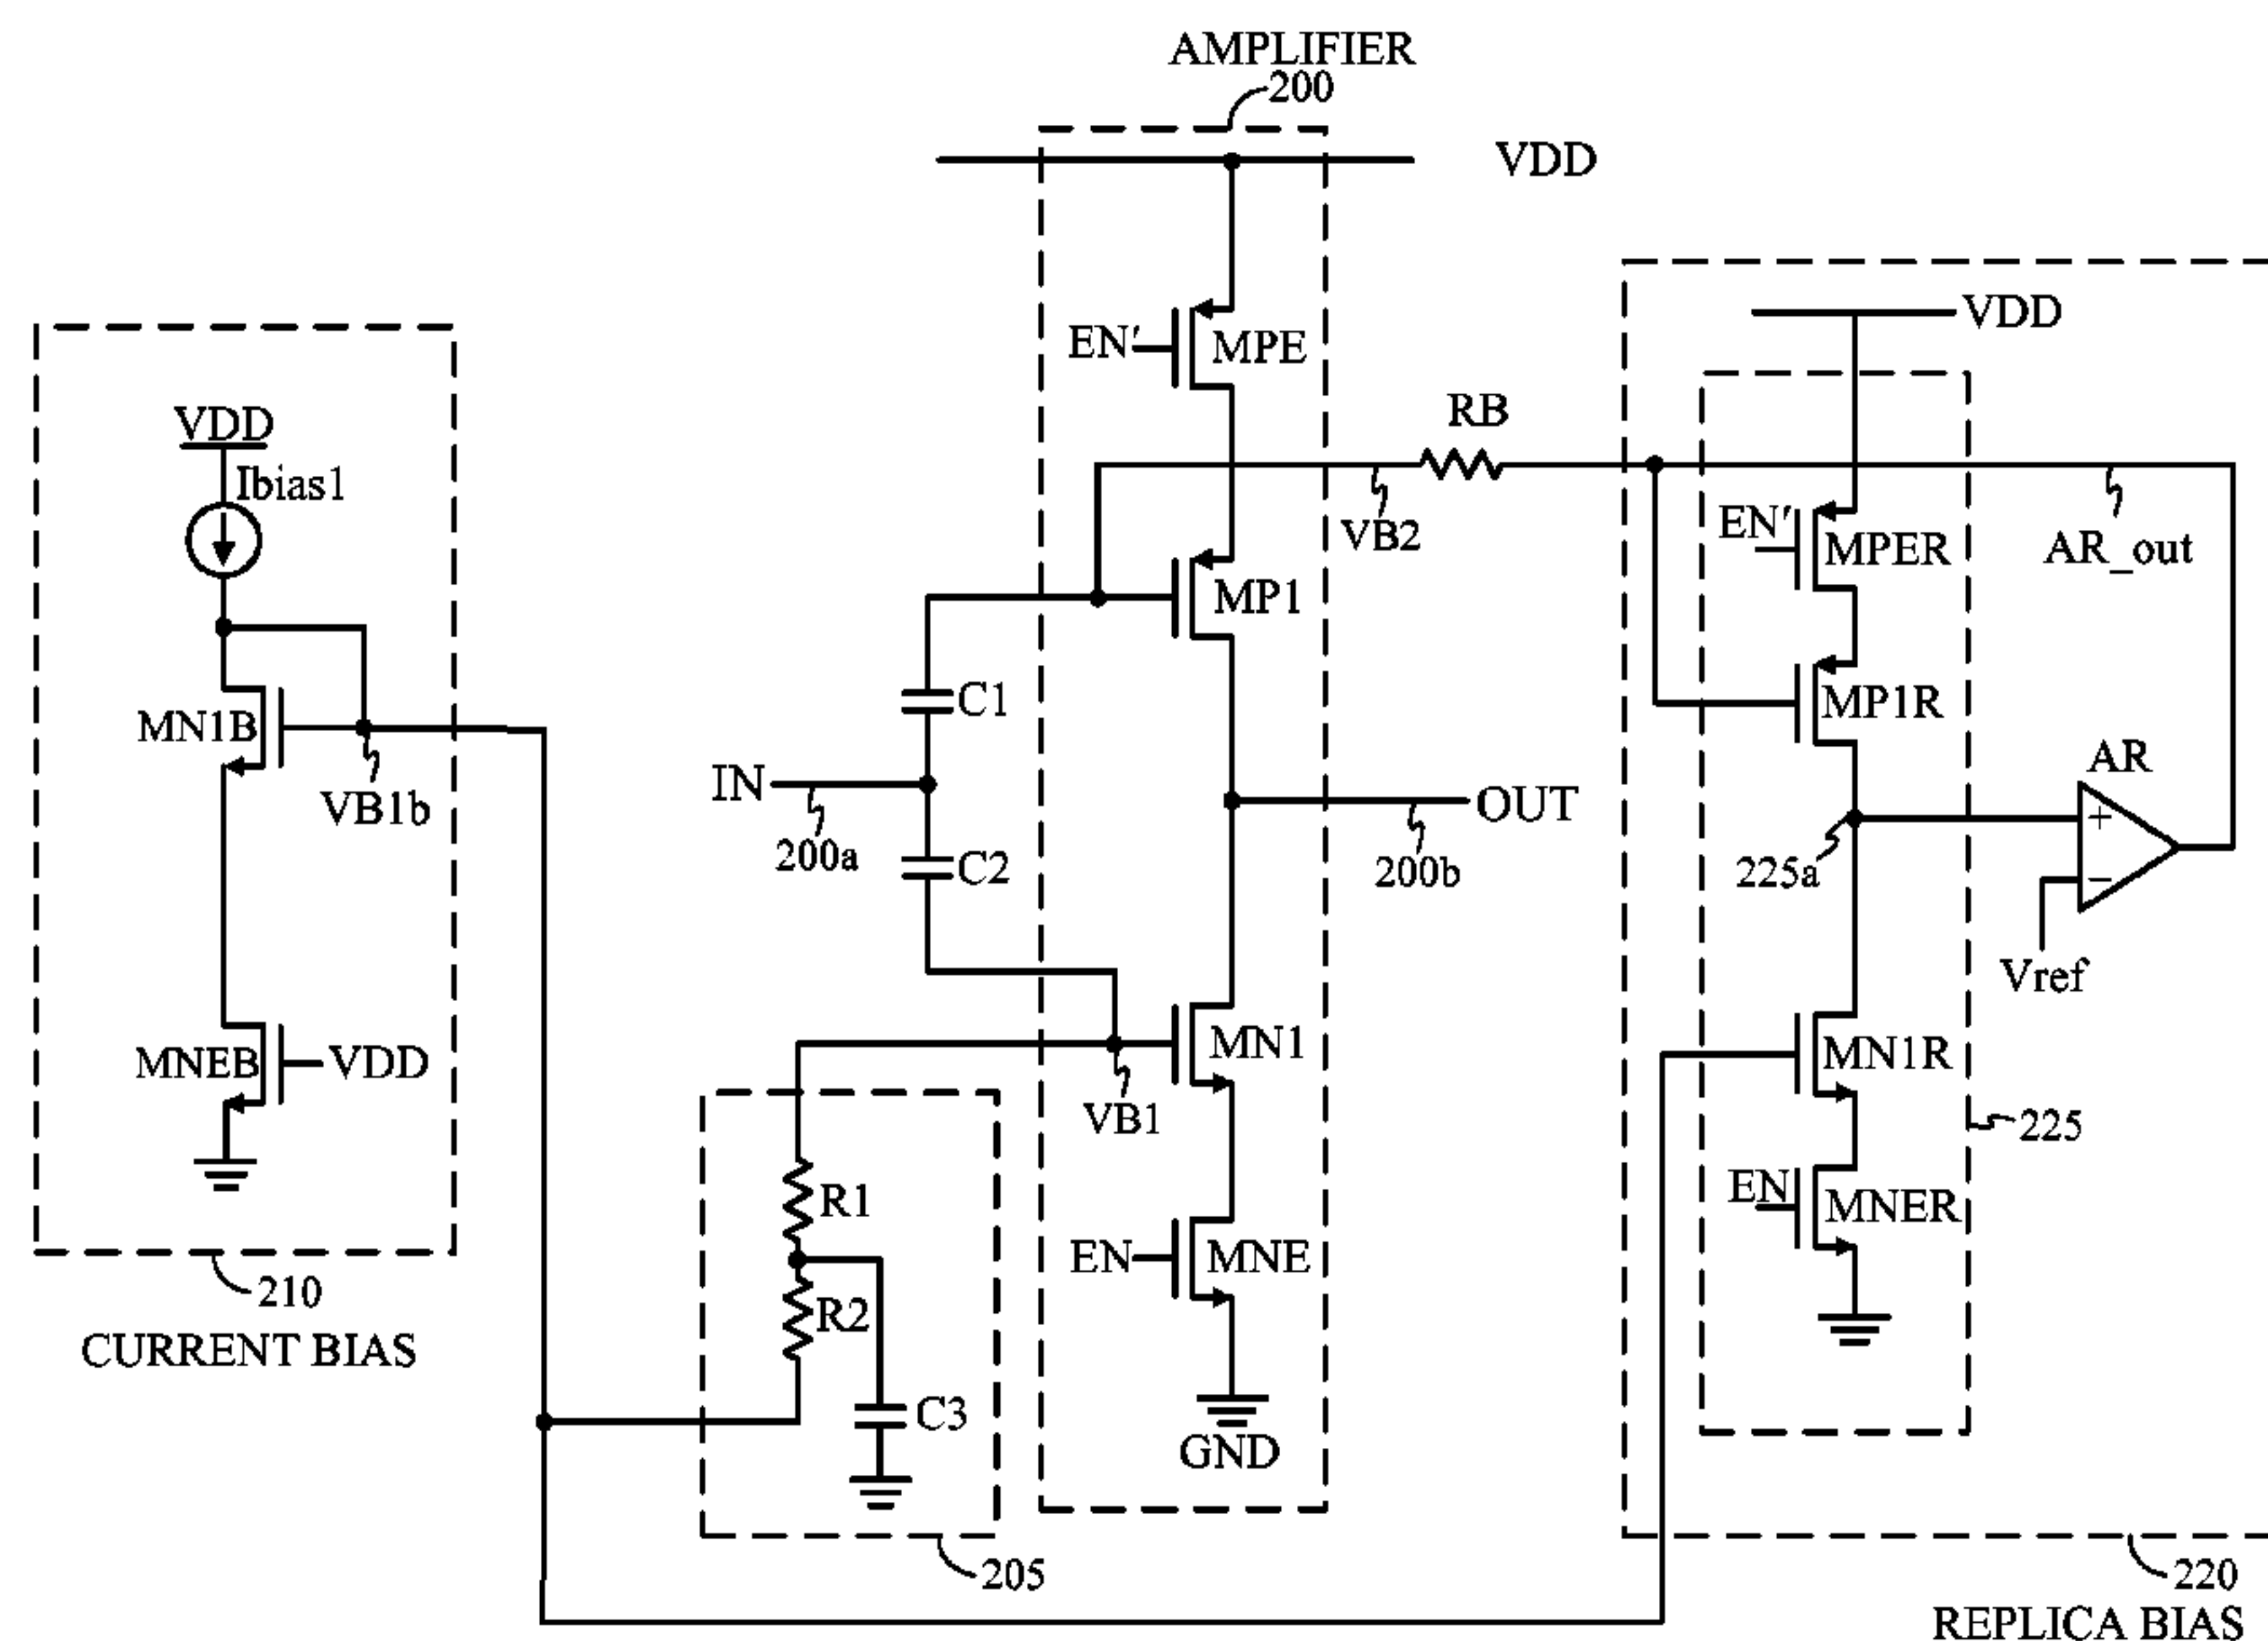 AMPLIFIER
200
VDD
EN'
MPE
RB
VB2
MP1
C1
IN
200a
C2
OUT
200b
MN1
VB1
EN
MNE
GND
R1
R2
C3
205
VDD
Ibias1
MN1B
VB1b
MNEB
VDD
210
CURRENT BIAS
VDD
EN'
MPER
AR_out
MP1R
AR
+
−
225a
Vref
MN1R
225
EN
MNER
220
REPLICA BIAS